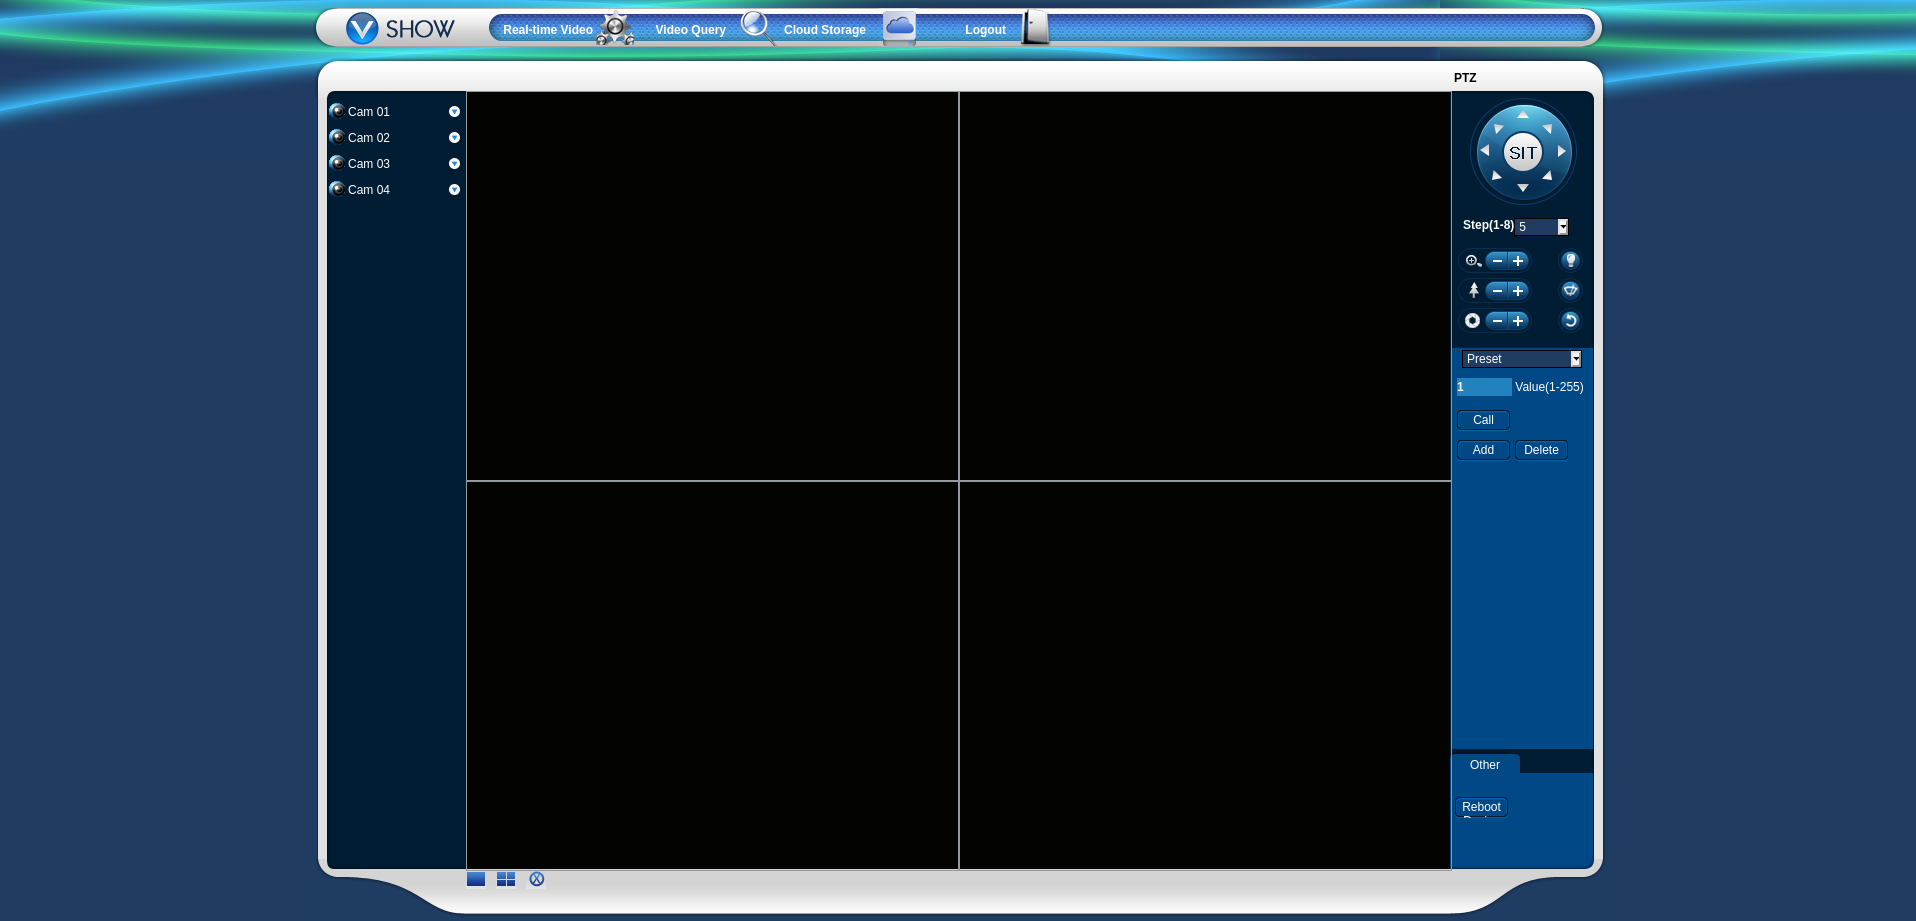 V SHOW
Real-time Video
Video Query
Cloud Storage
Logout
PTZ
Cam 01
Cam 02
Cam 03
Cam 04
SIT
Step(1-8) 5
Preset
1 Value(1-255)
Call
Add Delete
Other
Reboot